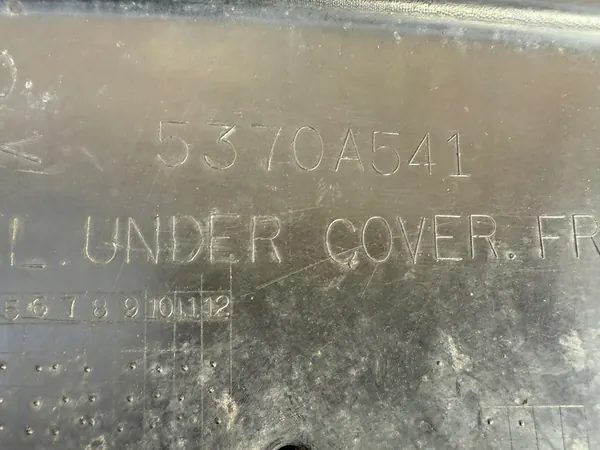 5370A541
L. UNDER COVER. FR
5 6 7 8 9 10 11 12